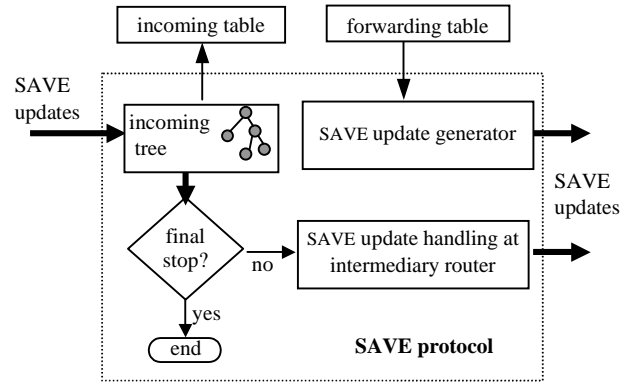 incoming table
forwarding table
SAVE
updates
incoming
tree
SAVE update generator
SAVE
updates
final
stop?
no
SAVE update handling at
intermediary router
yes
end
SAVE protocol